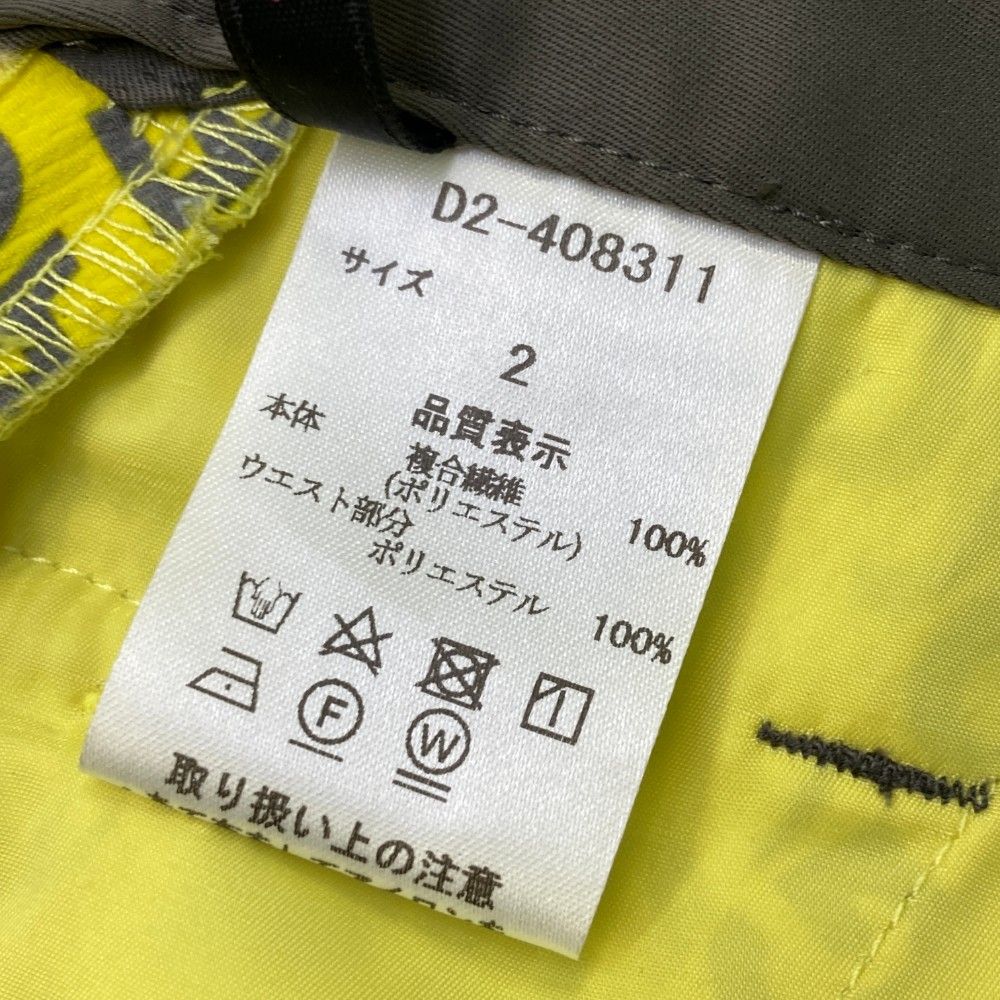 D2-408311
サイズ
2
品質表示
本体
複合繊維
(ポリエステル) 100%
ウエスト部分
ポリエステル 100%
F
W
取り扱い上の注意